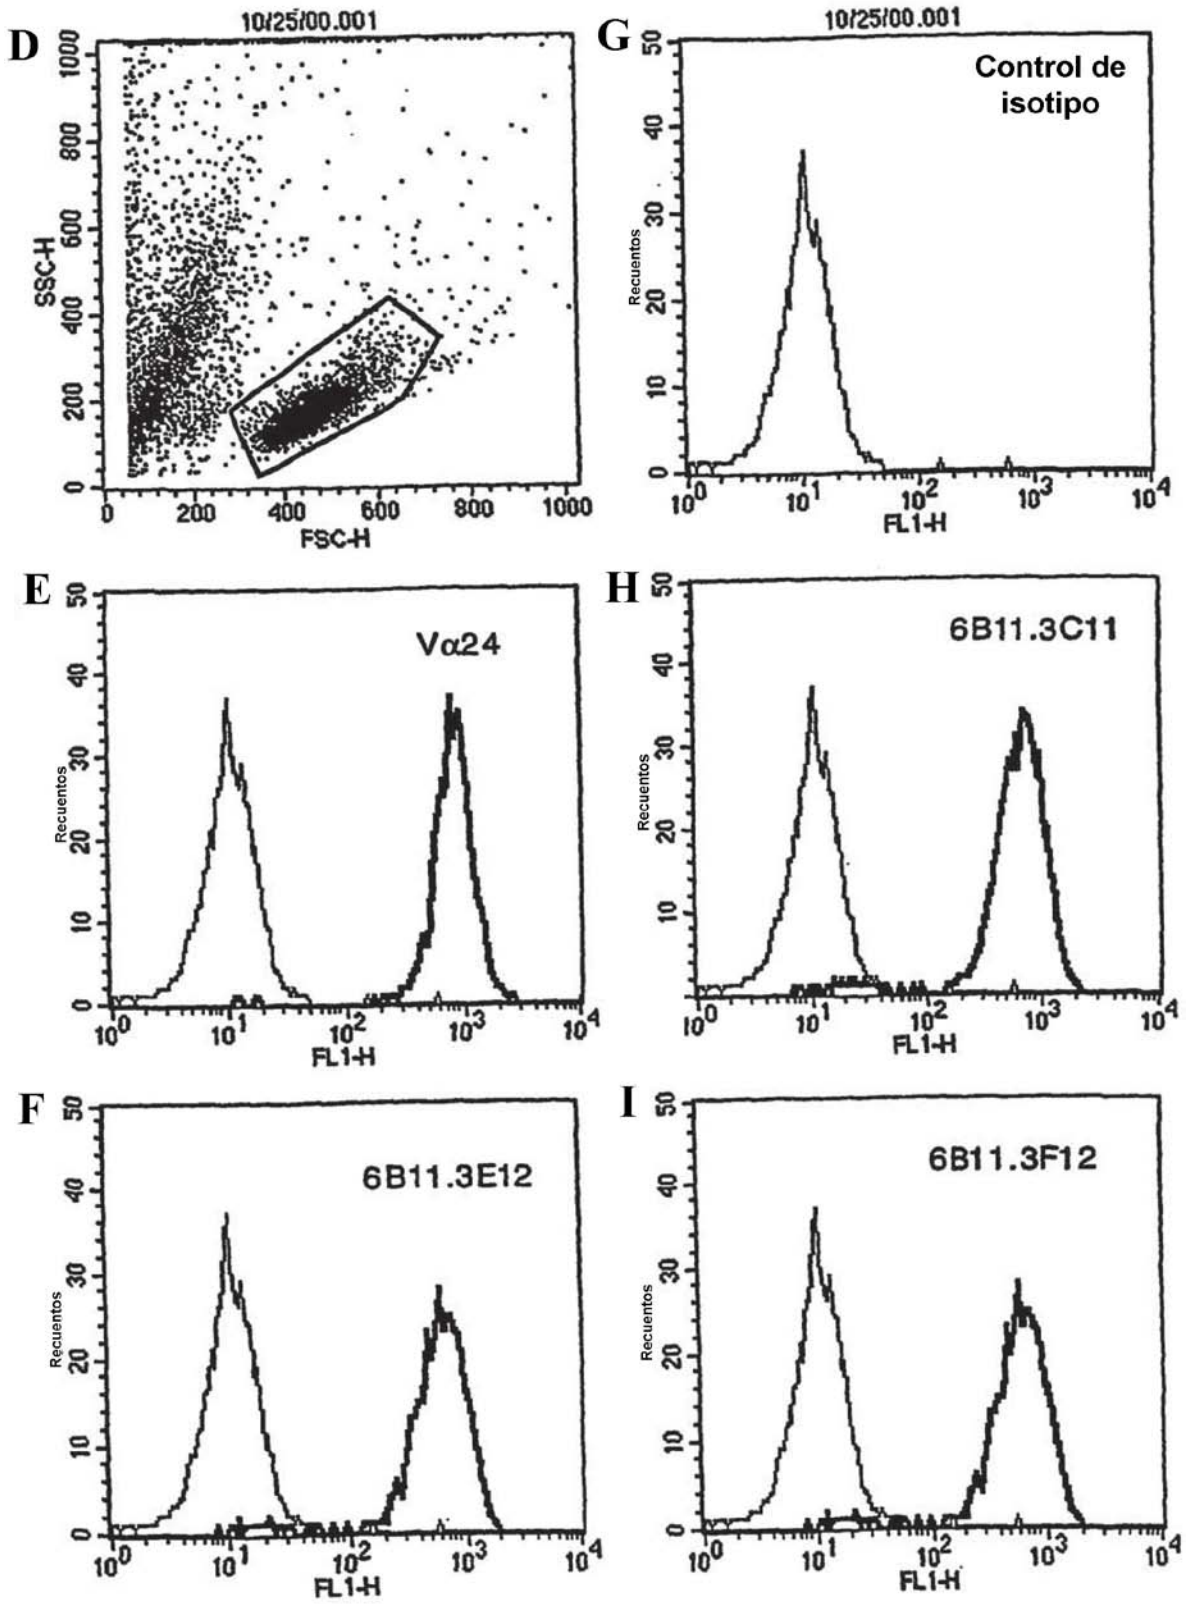 D
10/25/00.001
1000
800
600
400
200
0
SSC-H
0 200 400 600 800 1000
FSC-H
G
10/25/00.001
Control de
isotipo
50
40
30
20
10
0
Recuentos
10⁰ 10¹ 10² 10³ 10⁴
FL1-H
E
Vα24
50
40
30
20
10
0
Recuentos
10⁰ 10¹ 10² 10³ 10⁴
FL1-H
H
6B11.3C11
50
40
30
20
10
Recuentos
10⁰ 10¹ 10² 10³ 10⁴
FL1-H
F
6B11.3E12
50
40
30
20
10
0
Recuentos
10⁰ 10¹ 10² 10³ 10⁴
FL1-H
I
6B11.3F12
50
40
30
20
10
0
Recuentos
10⁰ 10¹ 10² 10³ 10⁴
FL1-H